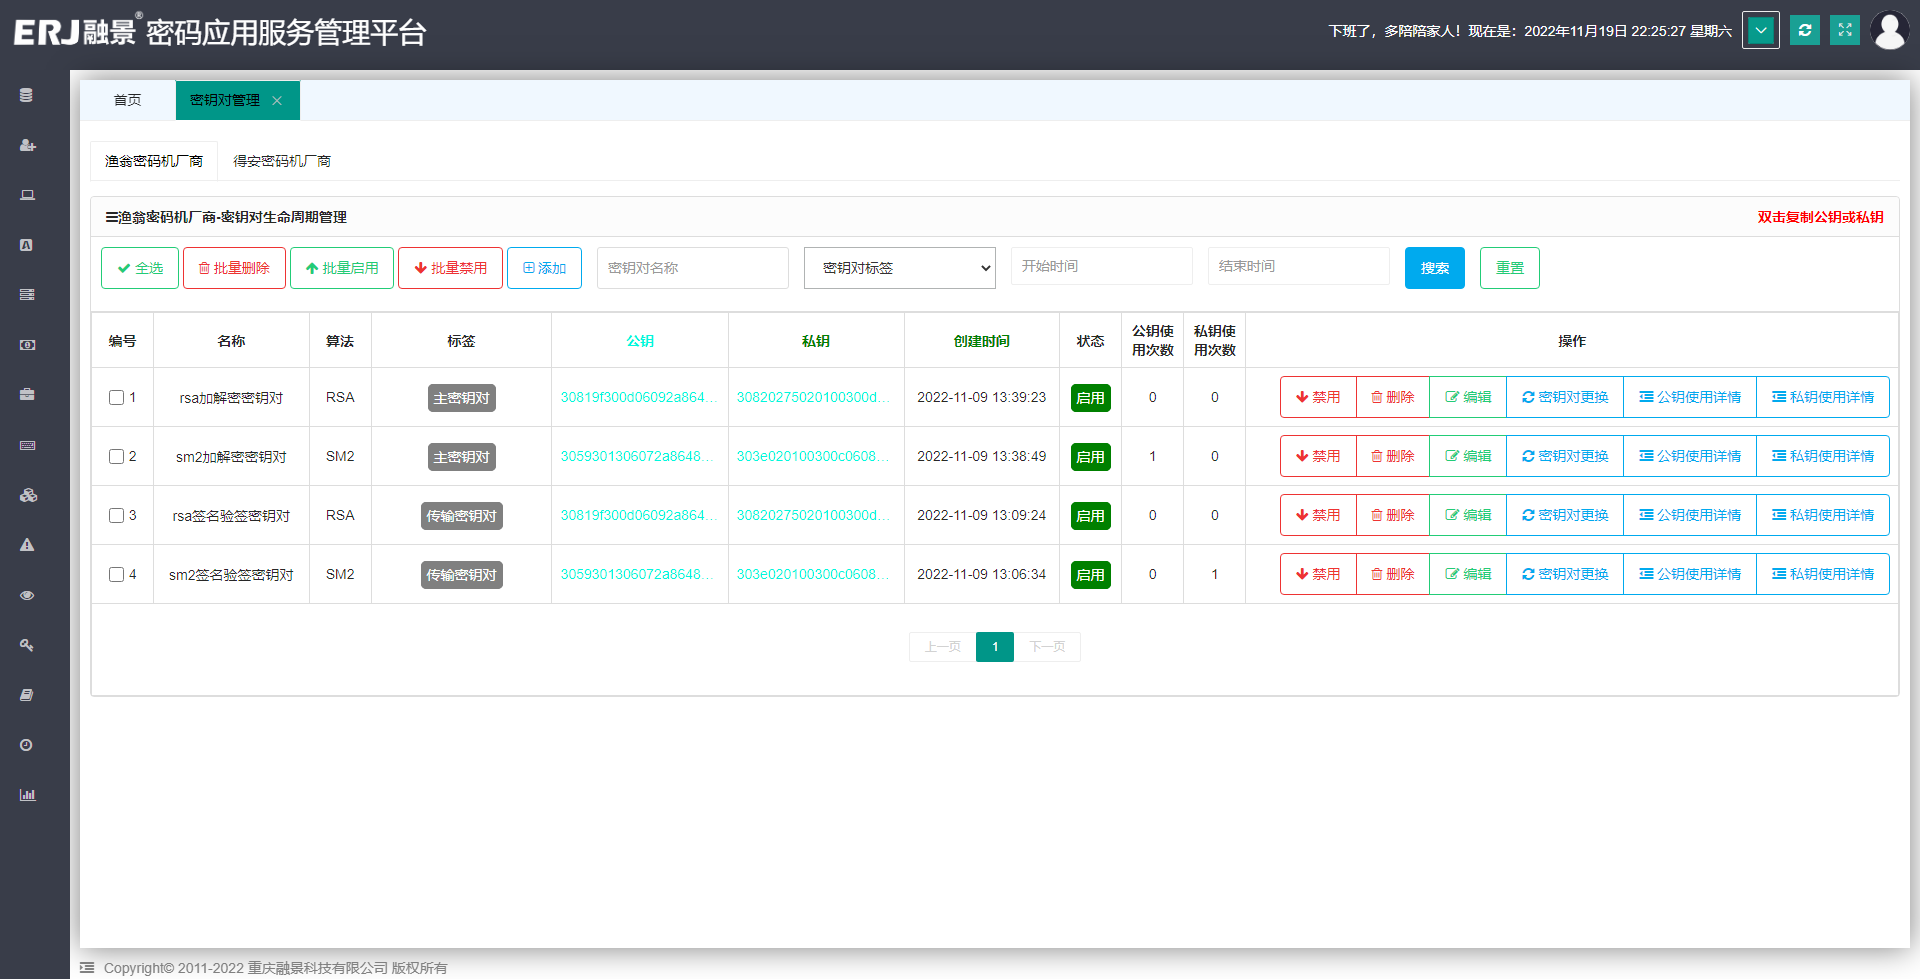 ERJ融景® 密码应用服务管理平台
下班了，多陪陪家人！现在是：2022年11月19日 22:25:27 星期六
首页 密钥对管理
渔翁密码机厂商 得安密码机厂商
渔翁密码机厂商-密钥对生命周期管理 双击复制公钥或私钥
全选 批量删除 批量启用 批量禁用 添加 密钥对名称 密钥对标签 开始时间 结束时间 搜索 重置
编号 名称 算法 标签 公钥 私钥 创建时间 状态 公钥使用次数 私钥使用次数 操作
1 rsa加解密密钥对 RSA 主密钥对 30819f300d06092a864... 30820275020100300d... 2022-11-09 13:39:23 启用 0 0 禁用 删除 编辑 密钥对更换 公钥使用详情 私钥使用详情
2 sm2加解密密钥对 SM2 主密钥对 3059301306072a8648... 303e020100300c0608... 2022-11-09 13:38:49 启用 1 0 禁用 删除 编辑 密钥对更换 公钥使用详情 私钥使用详情
3 rsa签名验签密钥对 RSA 传输密钥对 30819f300d06092a864... 30820275020100300d... 2022-11-09 13:09:24 启用 0 0 禁用 删除 编辑 密钥对更换 公钥使用详情 私钥使用详情
4 sm2签名验签密钥对 SM2 传输密钥对 3059301306072a8648... 303e020100300c0608... 2022-11-09 13:06:34 启用 0 1 禁用 删除 编辑 密钥对更换 公钥使用详情 私钥使用详情
上一页 1 下一页
Copyright© 2011-2022 重庆融景科技有限公司 版权所有